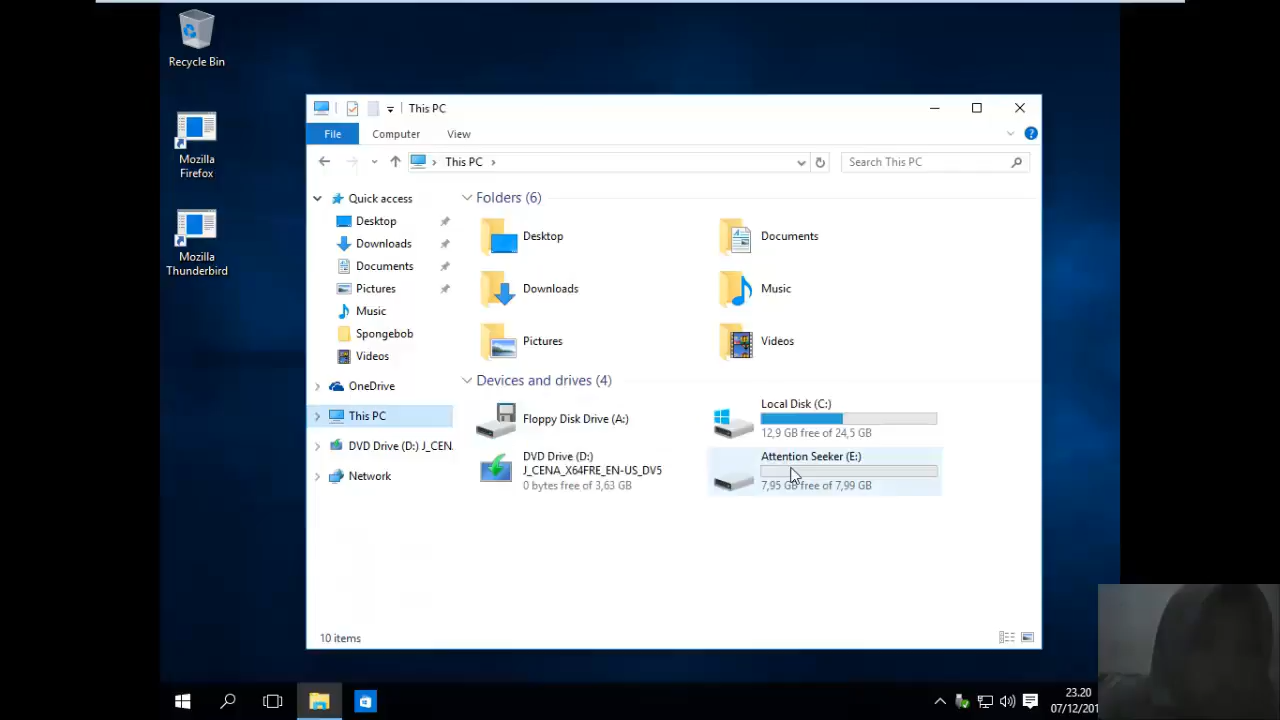 Recycle Bin
Mozilla
Firefox
Mozilla
Thunderbird
This PC
File
Computer
View
This PC
Search This PC
Quick access
Desktop
Downloads
Documents
Pictures
Music
Spongebob
Videos
OneDrive
This PC
DVD Drive (D:) J_CEN.
Network
Folders (6)
Desktop
Documents
Downloads
Music
Pictures
Videos
Devices and drives (4)
Floppy Disk Drive (A:)
Local Disk (C:)
12,9 GB free of 24,5 GB
DVD Drive (D:)
J_CENA_X64FRE_EN-US_DV5
0 bytes free of 3,63 GB
Attention Seeker (E:)
7,95 GB free of 7,99 GB
10 items
23.20
07/12/201